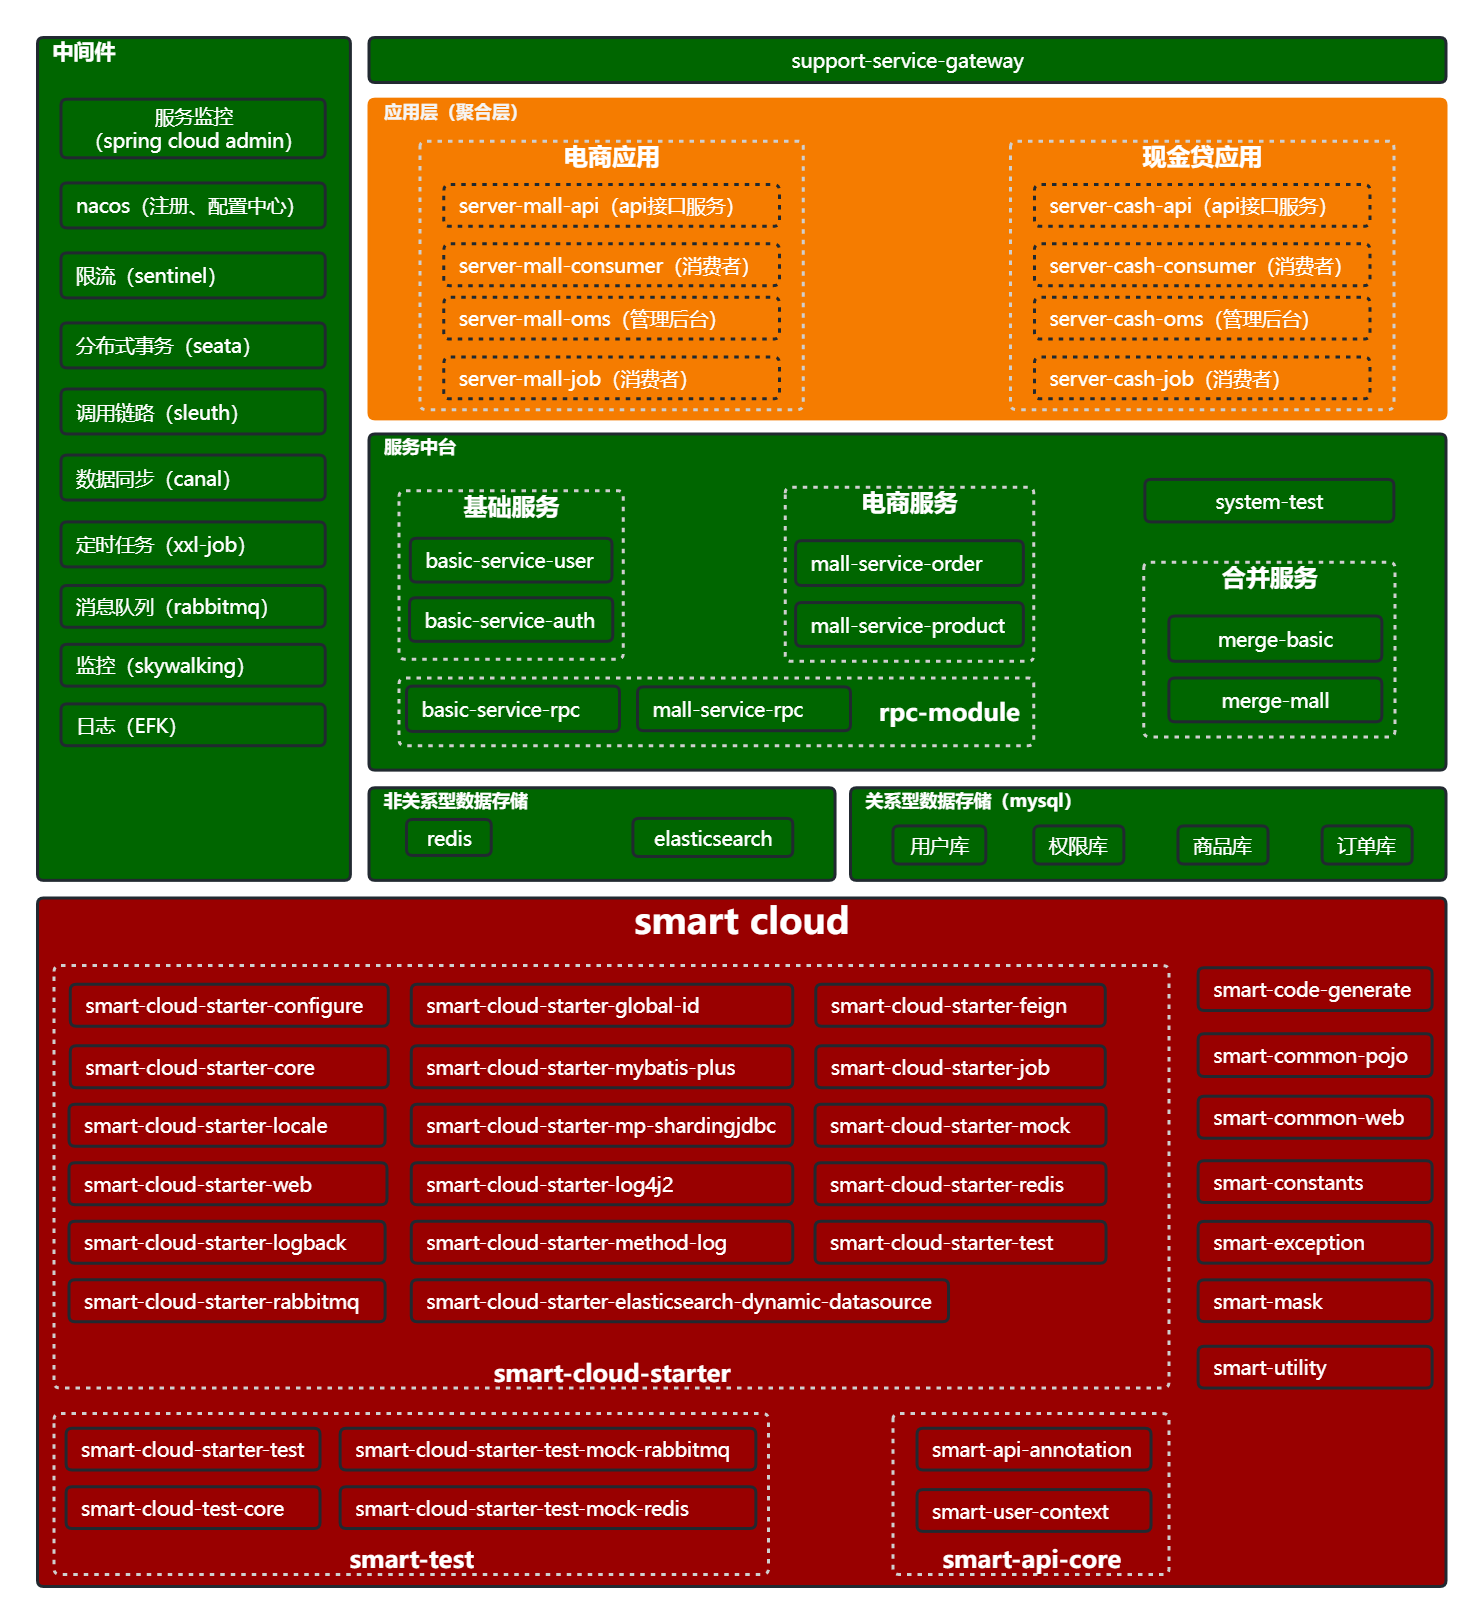 中间件
服务监控
（spring cloud admin）
nacos（注册、配置中心）
限流（sentinel）
分布式事务（seata）
调用链路（sleuth）
数据同步（canal）
定时任务（xxl-job）
消息队列（rabbitmq）
监控（skywalking）
日志（EFK）
support-service-gateway
应用层（聚合层）
电商应用
server-mall-api（api接口服务）
server-mall-consumer（消费者）
server-mall-oms（管理后台）
server-mall-job（消费者）
现金贷应用
server-cash-api（api接口服务）
server-cash-consumer（消费者）
server-cash-oms（管理后台）
server-cash-job（消费者）
服务中台
基础服务
basic-service-user
basic-service-auth
电商服务
mall-service-order
mall-service-product
system-test
合并服务
merge-basic
merge-mall
basic-service-rpc
mall-service-rpc
rpc-module
非关系型数据存储
redis
elasticsearch
关系型数据存储（mysql）
用户库
权限库
商品库
订单库
smart cloud
smart-cloud-starter-configure
smart-cloud-starter-global-id
smart-cloud-starter-feign
smart-cloud-starter-core
smart-cloud-starter-mybatis-plus
smart-cloud-starter-job
smart-cloud-starter-locale
smart-cloud-starter-mp-shardingjdbc
smart-cloud-starter-mock
smart-cloud-starter-web
smart-cloud-starter-log4j2
smart-cloud-starter-redis
smart-cloud-starter-logback
smart-cloud-starter-method-log
smart-cloud-starter-test
smart-cloud-starter-rabbitmq
smart-cloud-starter-elasticsearch-dynamic-datasource
smart-cloud-starter
smart-code-generate
smart-common-pojo
smart-common-web
smart-constants
smart-exception
smart-mask
smart-utility
smart-cloud-starter-test
smart-cloud-starter-test-mock-rabbitmq
smart-cloud-test-core
smart-cloud-starter-test-mock-redis
smart-test
smart-api-annotation
smart-user-context
smart-api-core